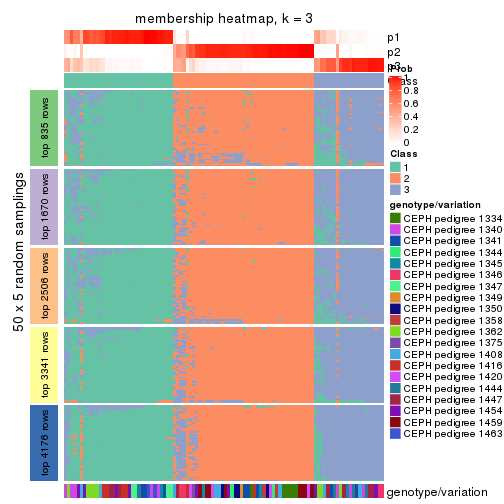 membership heatmap, k = 3
p1
p2
p3
Prob
1
0.8
0.6
0.4
0.2
0
Class
Class
1
2
3
genotype/variation
CEPH pedigree 1334
CEPH pedigree 1340
CEPH pedigree 1341
CEPH pedigree 1344
CEPH pedigree 1345
CEPH pedigree 1346
CEPH pedigree 1347
CEPH pedigree 1349
CEPH pedigree 1350
CEPH pedigree 1358
CEPH pedigree 1362
CEPH pedigree 1375
CEPH pedigree 1408
CEPH pedigree 1416
CEPH pedigree 1420
CEPH pedigree 1444
CEPH pedigree 1447
CEPH pedigree 1454
CEPH pedigree 1459
CEPH pedigree 1463
50 x 5 random samplings
top 835 rows
top 1670 rows
top 2506 rows
top 3341 rows
top 4176 rows
genotype/variation